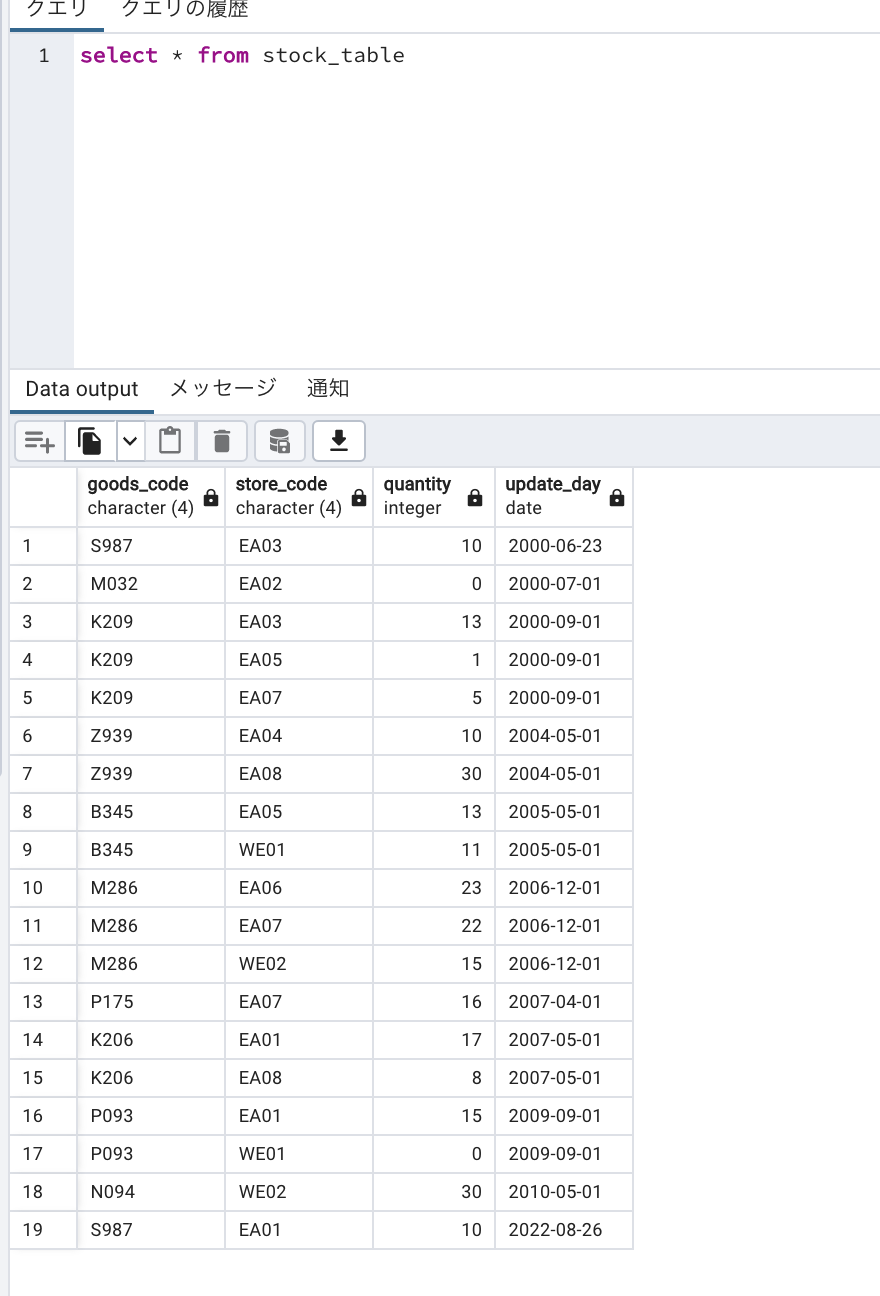 クエリ クエリの履歴
1 select * from stock_table
Data output メッセージ 通知
goods_code store_code quantity update_day
character (4) character (4) integer date
1 S987 EA03 10 2000-06-23
2 M032 EA02 0 2000-07-01
3 K209 EA03 13 2000-09-01
4 K209 EA05 1 2000-09-01
5 K209 EA07 5 2000-09-01
6 Z939 EA04 10 2004-05-01
7 Z939 EA08 30 2004-05-01
8 B345 EA05 13 2005-05-01
9 B345 WE01 11 2005-05-01
10 M286 EA06 23 2006-12-01
11 M286 EA07 22 2006-12-01
12 M286 WE02 15 2006-12-01
13 P175 EA07 16 2007-04-01
14 K206 EA01 17 2007-05-01
15 K206 EA08 8 2007-05-01
16 P093 EA01 15 2009-09-01
17 P093 WE01 0 2009-09-01
18 N094 WE02 30 2010-05-01
19 S987 EA01 10 2022-08-26